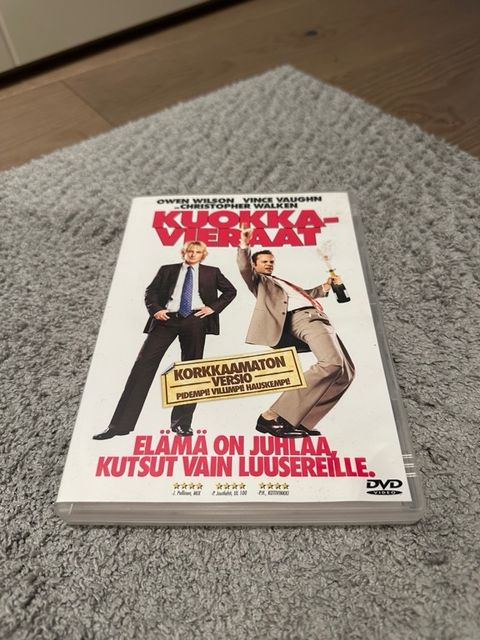 OWEN WILSON VINCE VAUGHN
CHRISTOPHER WALKEN
KUOKKA-
VIERAAT
KORKKAAMATON
VERSIO
PIDEMPI! VILLIMPI! HAUSKEMPI!
ELÄMÄ ON JUHLAA,
KUTSUT VAIN LUUSEREILLE.
DVD
VIDEO